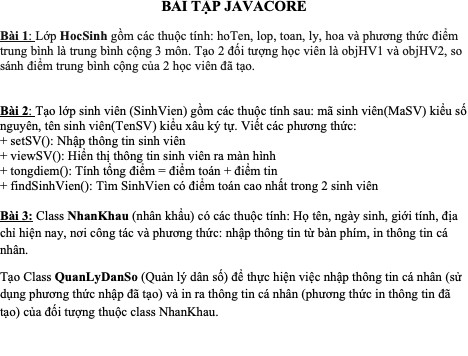 BÀI TẬP JAVACORE
Bài 1: Lớp HocSinh gồm các thuộc tính: hoTen, lop, toan, ly, hoa và phương thức điểm
trung bình là trung bình cộng 3 môn. Tạo 2 đối tượng học viên là objHV1 và objHV2, so
sánh điểm trung bình cộng của 2 học viên đã tạo.
Bài 2: Tạo lớp sinh viên (SinhVien) gồm các thuộc tính sau: mã sinh viên(MaSV) kiểu số
nguyên, tên sinh viên(TenSV) kiểu xâu ký tự. Viết các phương thức:
+ setSV(): Nhập thông tin sinh viên
+ viewSV(): Hiển thị thông tin sinh viên ra màn hình
+ tongdiem(): Tính tổng điểm = điểm toán + điểm tin
+ findSinhVien(): Tìm SinhVien có điểm toán cao nhất trong 2 sinh viên
Bài 3: Class NhanKhau (nhân khẩu) có các thuộc tính: Họ tên, ngày sinh, giới tính, địa
chỉ hiện nay, nơi công tác và phương thức: nhập thông tin từ bàn phím, in thông tin cá
nhân.
Tạo Class QuanLyDanSo (Quản lý dân số) để thực hiện việc nhập thông tin cá nhân (sử
dụng phương thức nhập đã tạo) và in ra thông tin cá nhân (phương thức in thông tin đã
tạo) của đối tượng thuộc class NhanKhau.